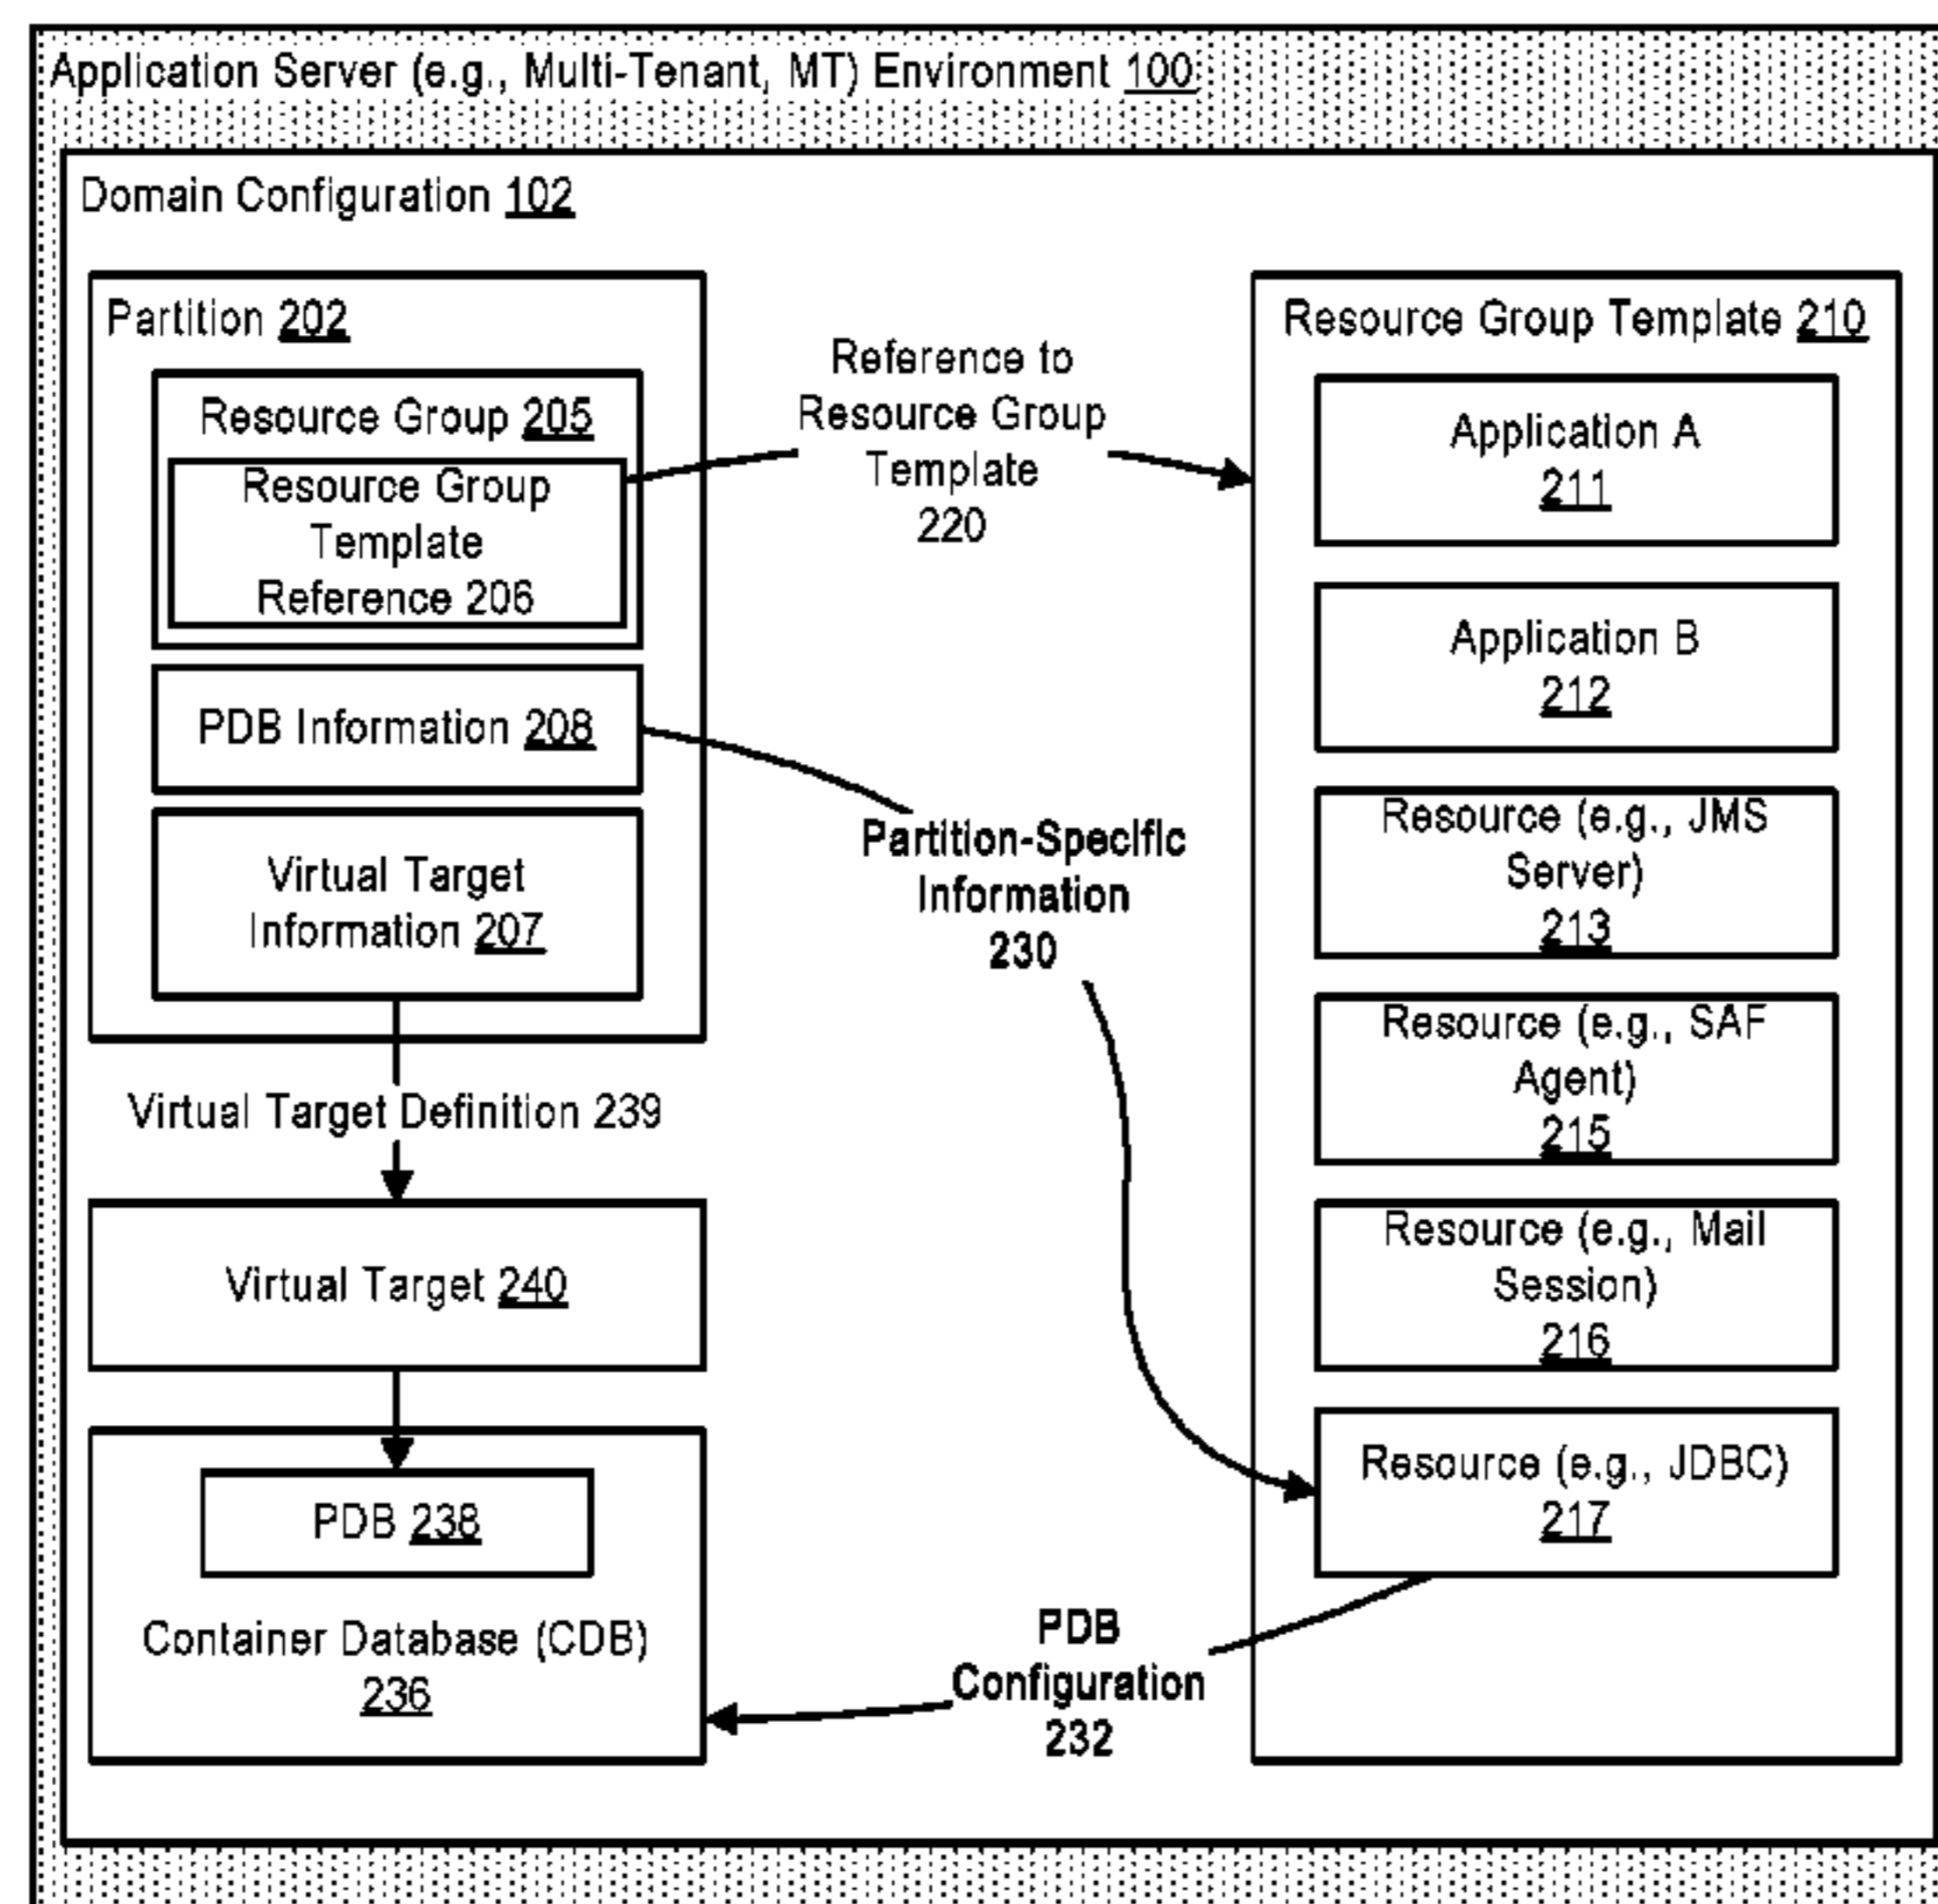 Application Server (e.g., Multi-Tenant, MT) Environment 100
Domain Configuration 102
Partition 202
Resource Group 205
Resource Group
Template
Reference 206
PDB Information 208
Virtual Target
Information 207
Virtual Target Definition 239
Virtual Target 240
PDB 238
Container Database (CDB)
236
Reference to
Resource Group
Template
220
Partition-Specific
Information
230
PDB
Configuration
232
Resource Group Template 210
Application A
211
Application B
212
Resource (e.g., JMS
Server)
213
Resource (e.g., SAF
Agent)
215
Resource (e.g., Mail
Session)
216
Resource (e.g., JDBC)
217